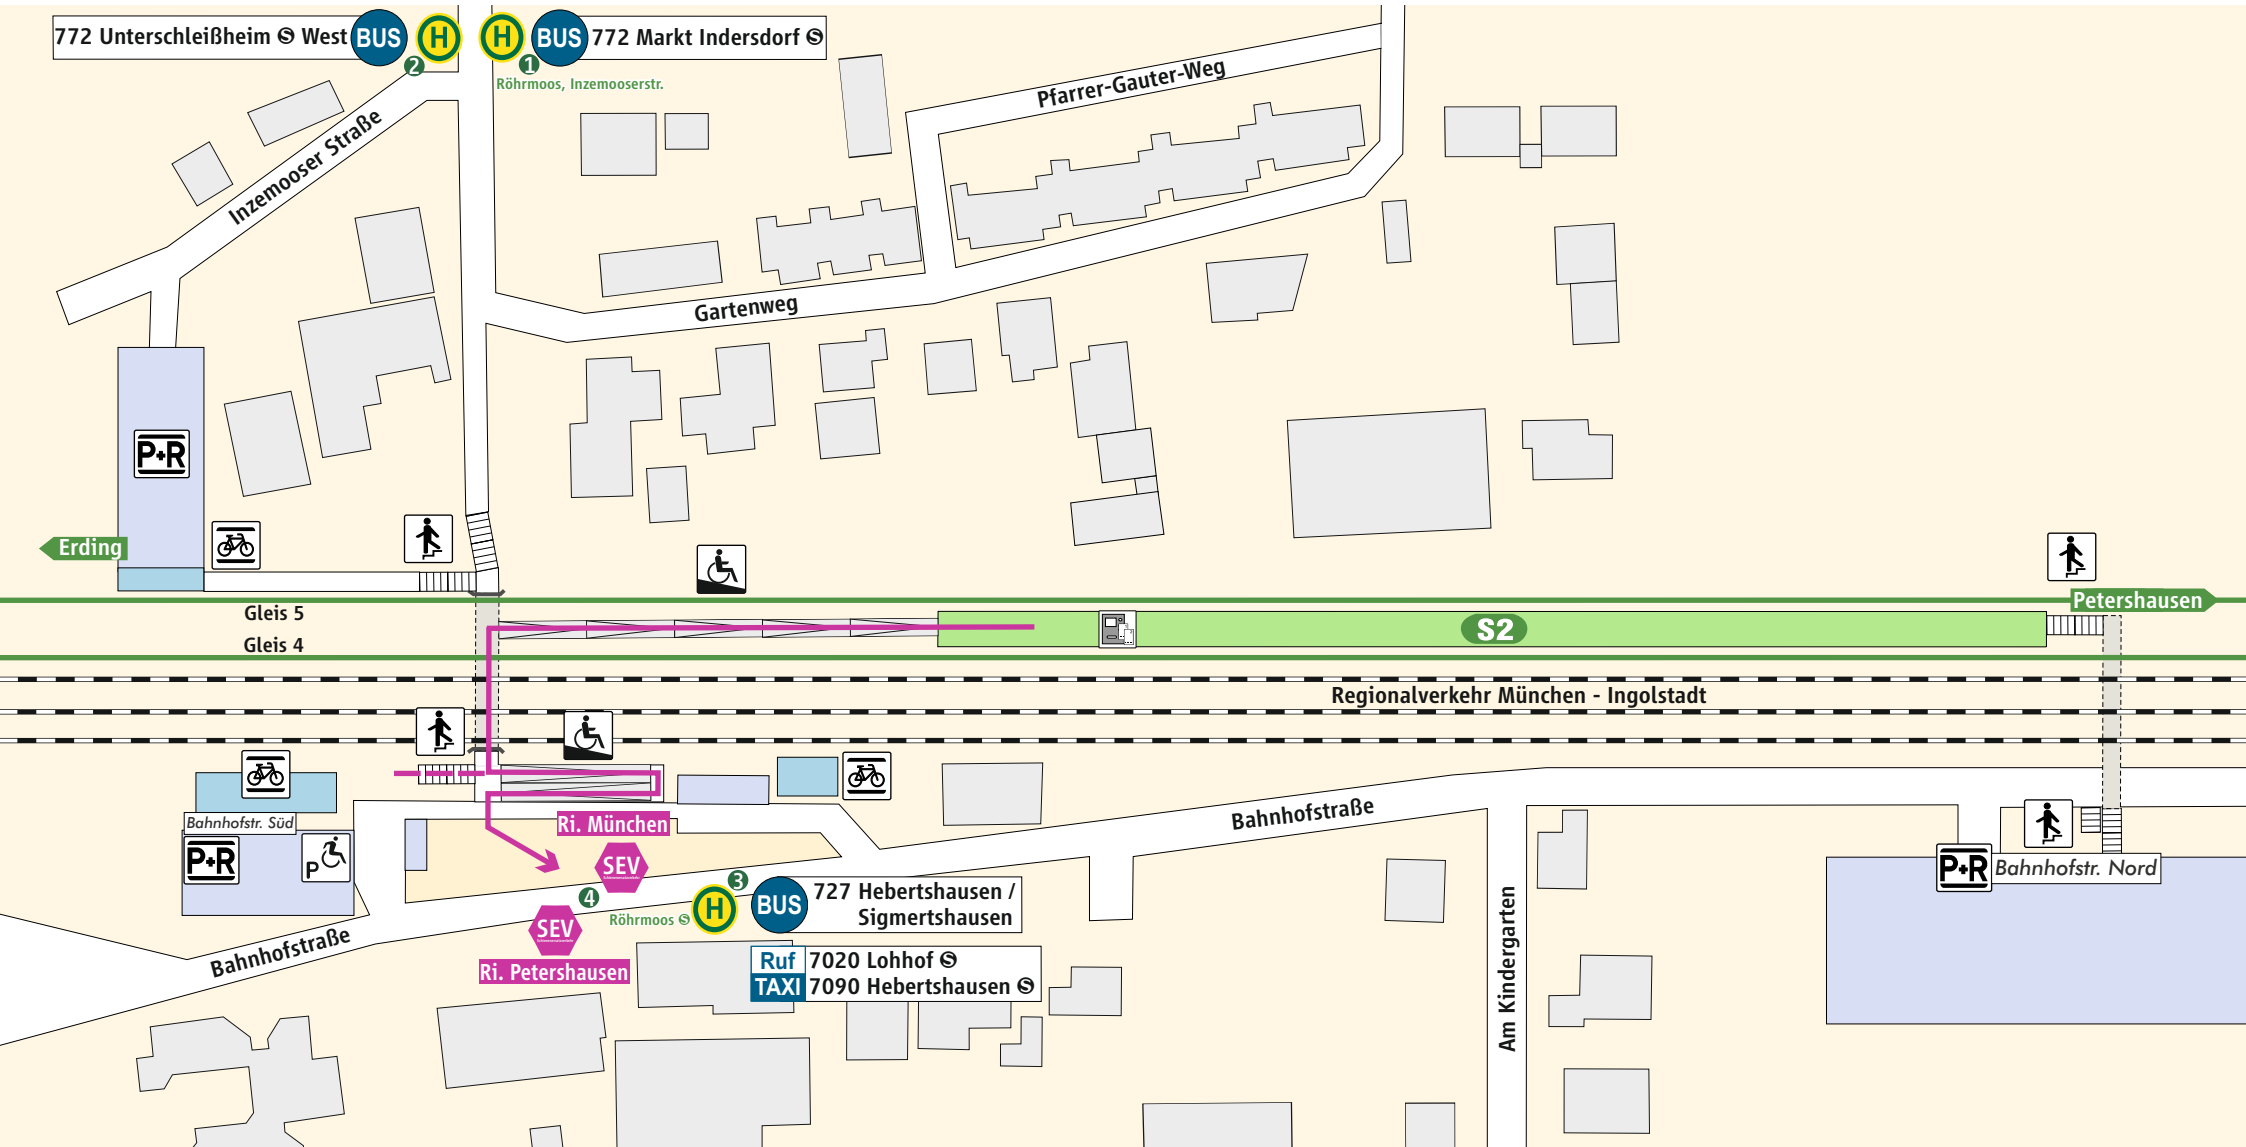 772 Unterschleißheim S West
BUS
H
2
H
1
BUS
772 Markt Indersdorf S
Röhrmoos, Inzemooserstr.
Pfarrer-Gauter-Weg
Inzemooser Straße
Gartenweg
P+R
Erding
Petershausen
Gleis 5
Gleis 4
S2
Regionalverkehr München - Ingolstadt
Bahnhofstr. Süd
P+R
P
Ri. München
SEV
Bahnhofstraße
3
4
SEV
Röhrmoos S
H
BUS
727 Hebertshausen /
Sigmertshausen
P+R
Bahnhofstr. Nord
Bahnhofstraße
Ri. Petershausen
Ruf
TAXI
7020 Lohhof S
7090 Hebertshausen S
Am Kindergarten